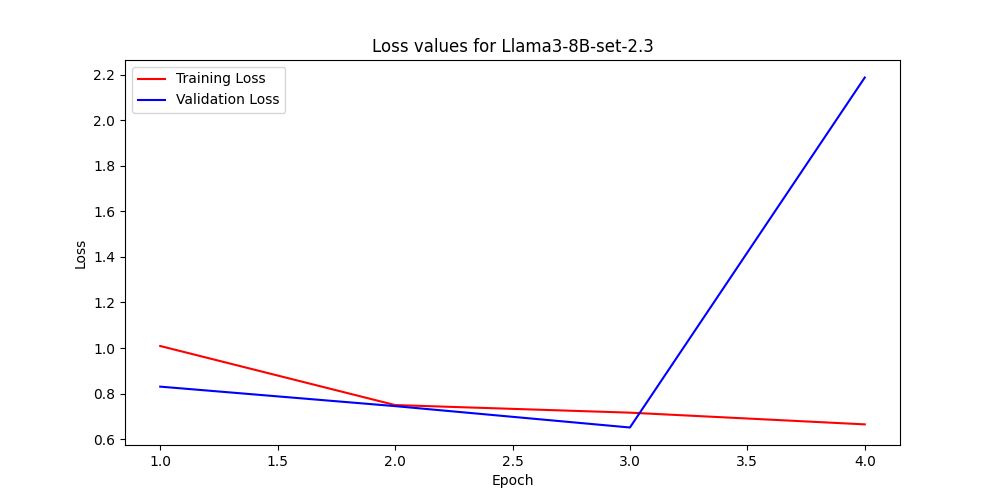 Loss values for Llama3-8B-set-2.3
Training Loss
Validation Loss
2.2
2.0
1.8
1.6
1.4
1.2
1.0
0.8
0.6
Loss
1.0 1.5 2.0 2.5 3.0 3.5 4.0
Epoch